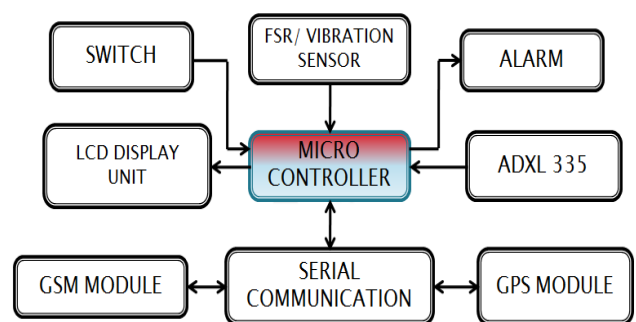 SWITCH
FSR/ VIBRATION
SENSOR
ALARM
LCD DISPLAY
UNIT
MICRO
CONTROLLER
ADXL 335
GSM MODULE
SERIAL
COMMUNICATION
GPS MODULE